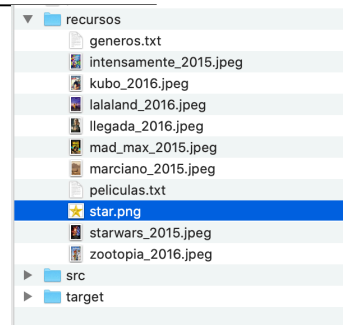 recursos
generos.txt
intensamente_2015.jpeg
kubo_2016.jpeg
lalaland_2016.jpeg
llegada_2016.jpeg
mad_max_2015.jpeg
marciano_2015.jpeg
peliculas.txt
star.png
starwars_2015.jpeg
zootopia_2016.jpeg
src
target